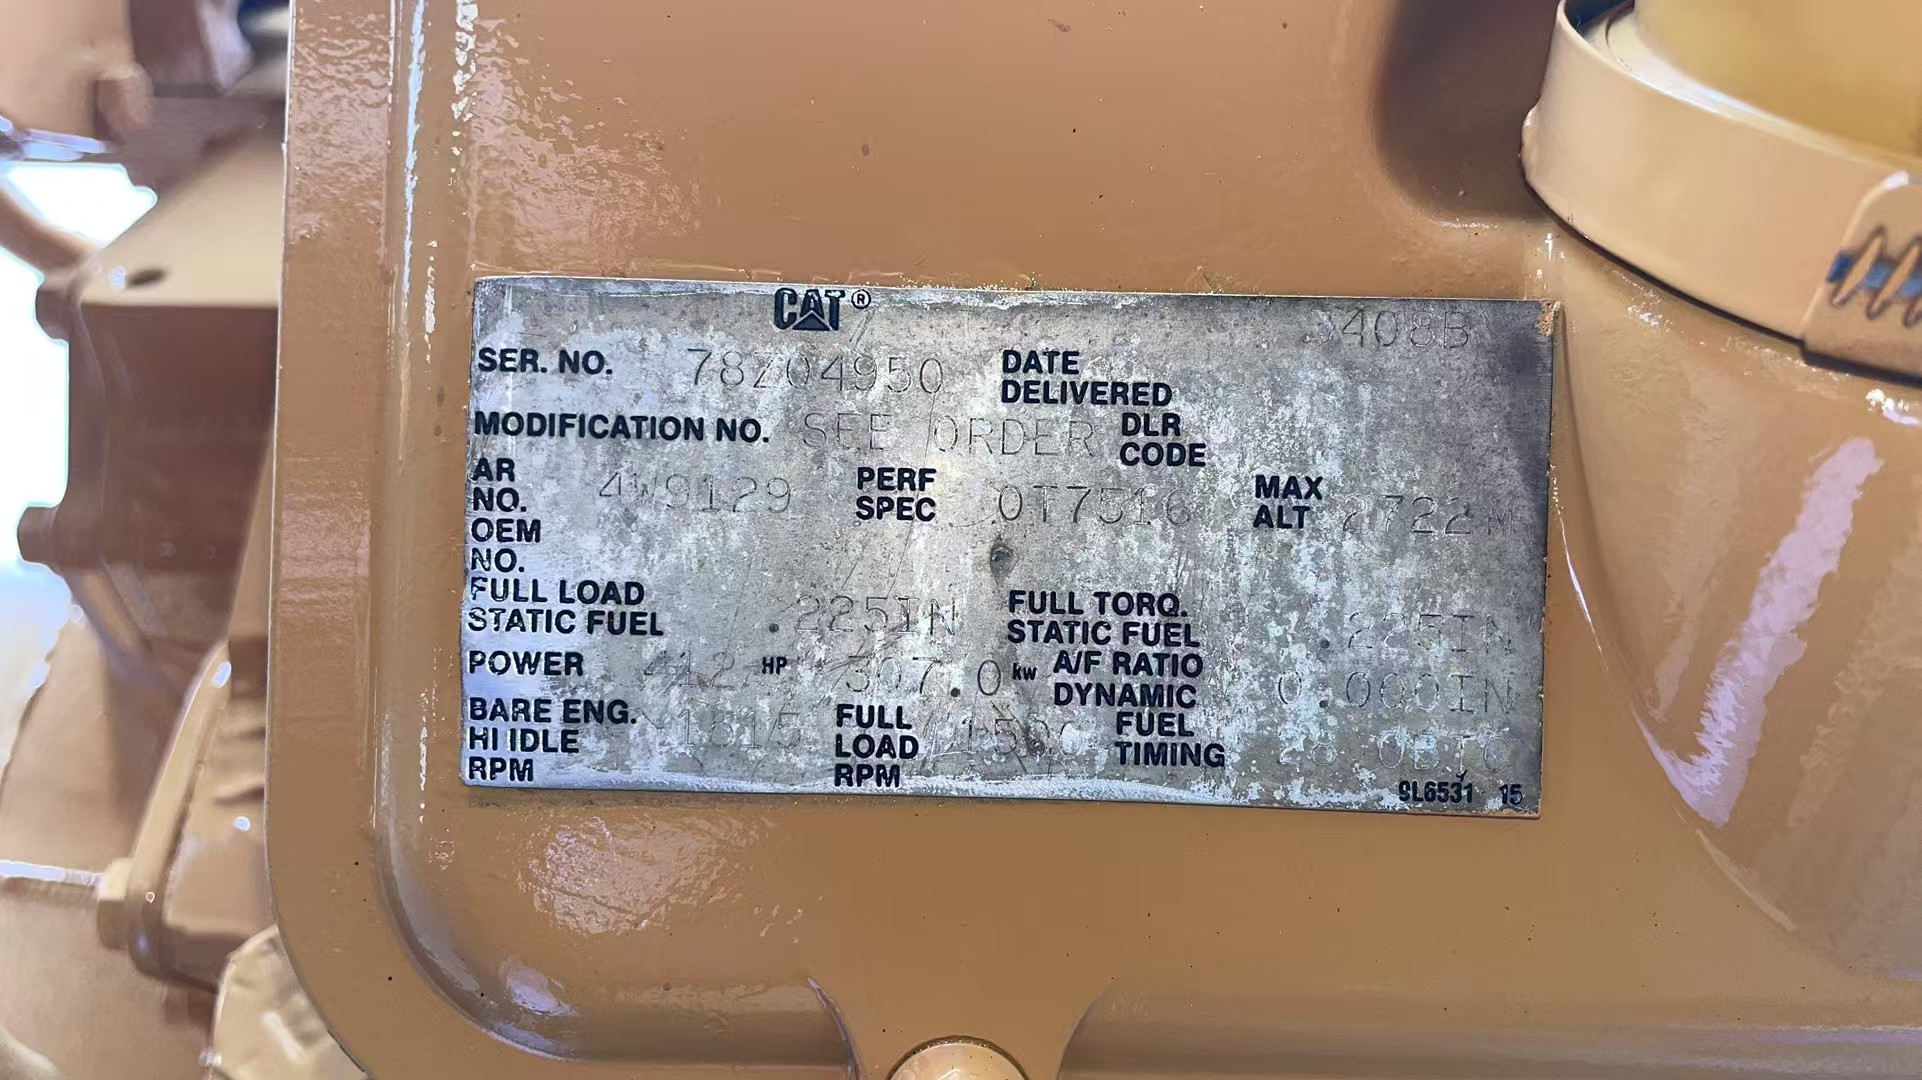 CAT®
3408B
SER. NO. 78Z04950 DATE DELIVERED
MODIFICATION NO. SEE ORDER DLR CODE
AR NO. 4W9129 PERF SPEC 0T7516 MAX ALT 2722M
OEM NO.
FULL LOAD STATIC FUEL .225IN FULL TORQ. STATIC FUEL .225IN
POWER 412 HP 307.0 kw A/F RATIO DYNAMIC 0.000IN
BARE ENG. HI IDLE RPM 1815 FULL LOAD RPM FUEL TIMING
9L6531 15